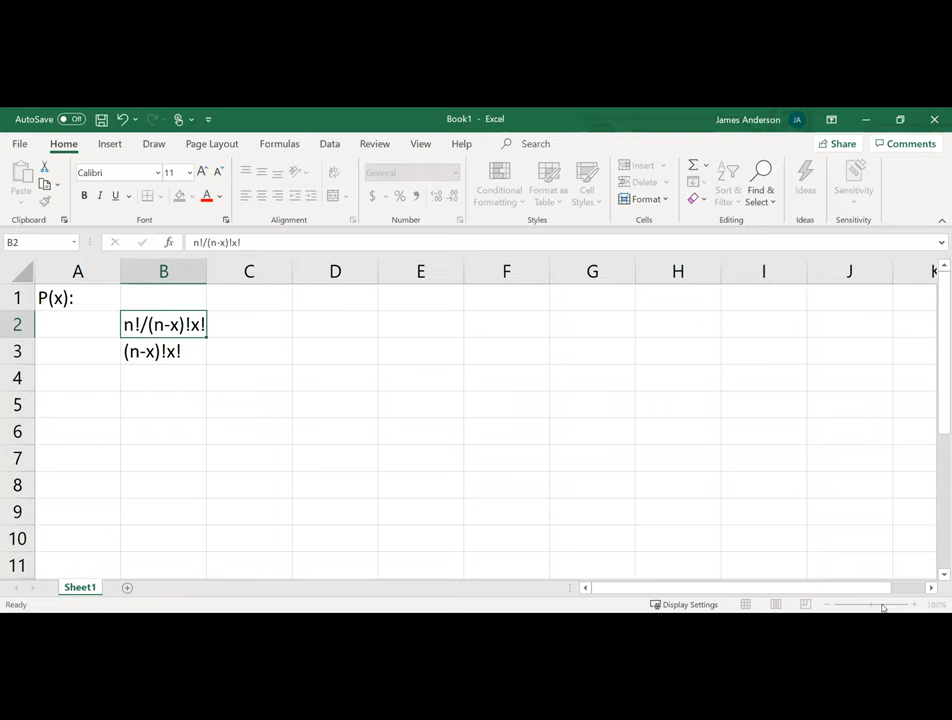 AutoSave Off Book1 - Excel James Anderson JA
File Home Insert Draw Page Layout Formulas Data Review View Help Search Share Comments
Paste Calibri 11 A A General Conditional Formatting Format as Table Cell Styles Insert Delete Format Sort & Filter Find & Select Ideas Sensitivity
B I U A $ % , .00
Clipboard Font Alignment Number Styles Cells Editing Ideas Sensitivity
B2 fx n!/(n-x)!x!
A B C D E F G H I J K
1 P(x):
2 n!/(n-x)!x!
3 (n-x)!x!
4
5
6
7
8
9
10
11
Sheet1
Ready Display Settings 180%